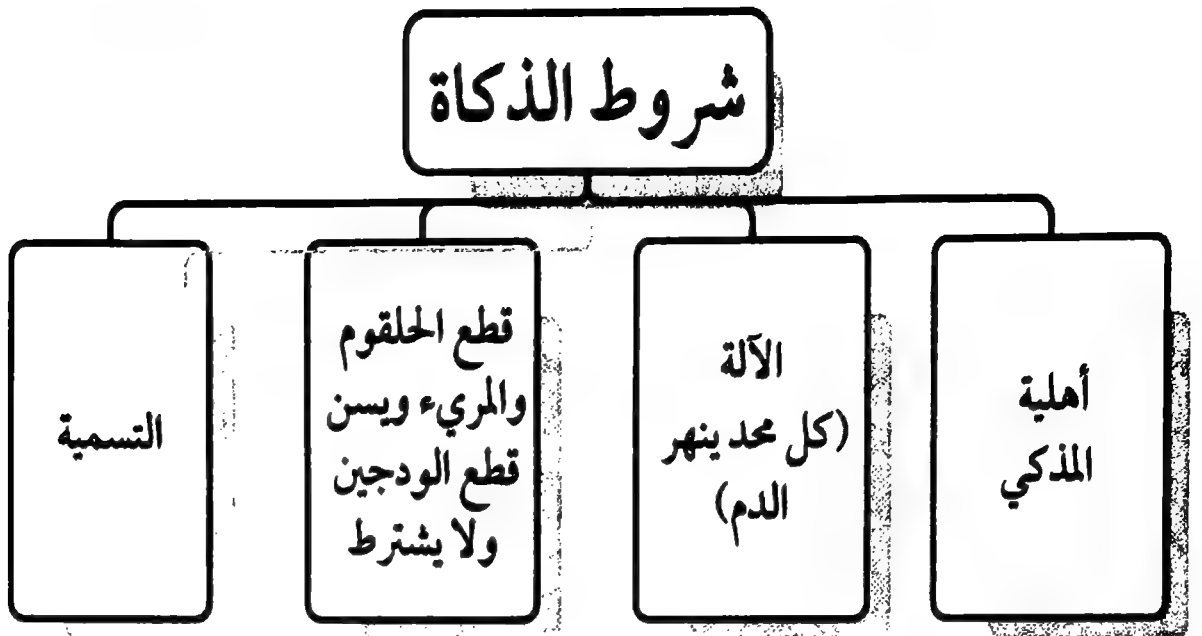 شروط الذكاة
أهلية
المذكي
الآلة
(كل محد ينهر
الدم)
قطع الحلقوم
والمريء ويسن
قطع الودجين
ولا يشترط
التسمية